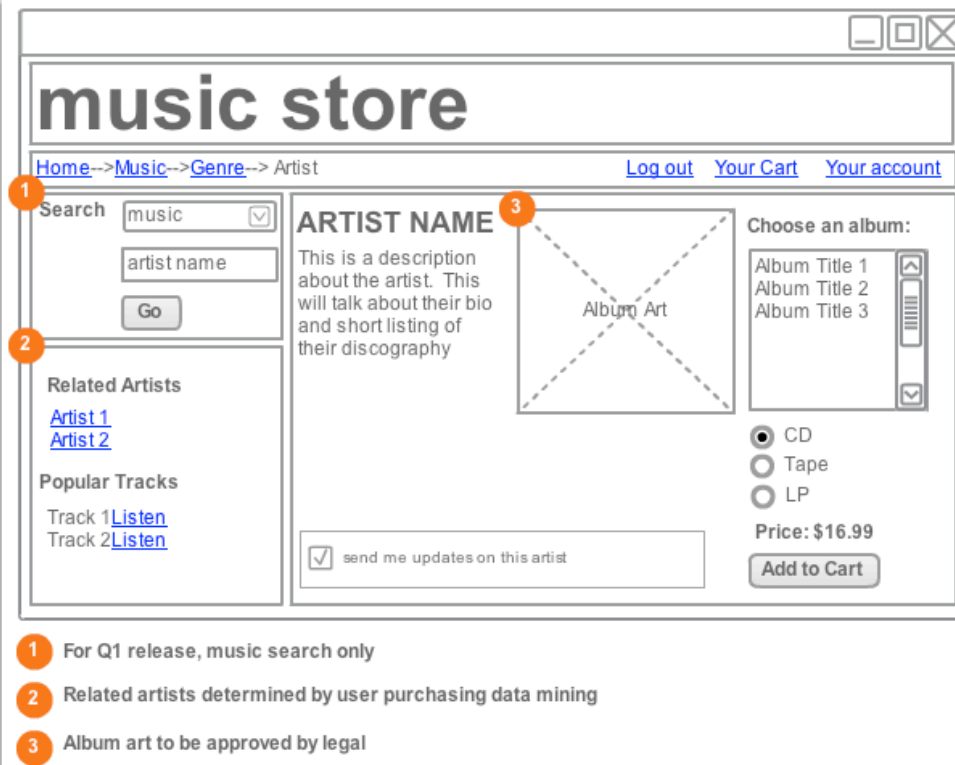 music store
Home-->Music-->Genre--> Artist
Log out Your Cart Your account
1
Search music
artist name
Go
2
Related Artists
Artist 1
Artist 2
Popular Tracks
Track 1Listen
Track 2Listen
ARTIST NAME
This is a description
about the artist. This
will talk about their bio
and short listing of
their discography
3
Album Art
send me updates on this artist
Choose an album:
Album Title 1
Album Title 2
Album Title 3
CD
Tape
LP
Price: $16.99
Add to Cart
1 For Q1 release, music search only
2 Related artists determined by user purchasing data mining
3 Album art to be approved by legal